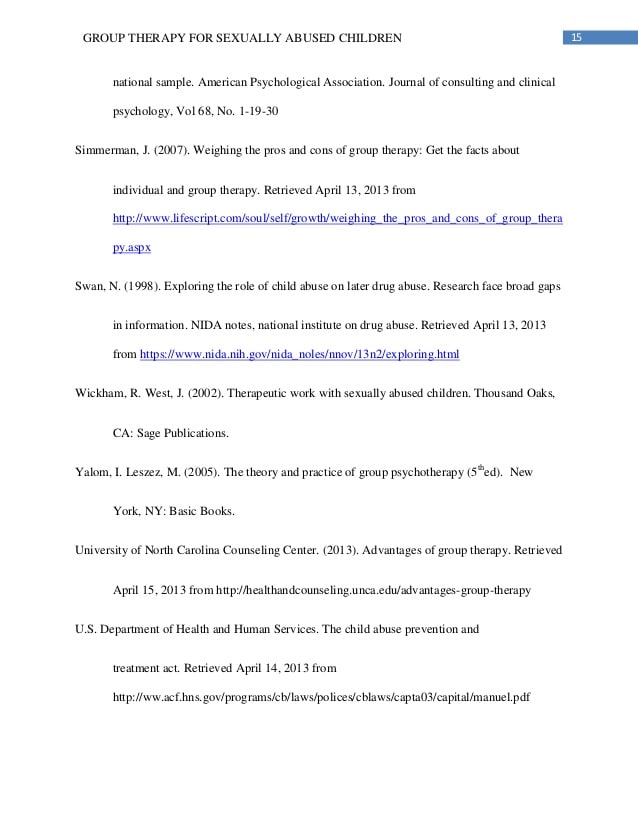 GROUP THERAPY FOR SEXUALLY ABUSED CHILDREN 15
national sample. American Psychological Association. Journal of consulting and clinical
psychology, Vol 68, No. 1-19-30
Simmerman, J. (2007). Weighing the pros and cons of group therapy: Get the facts about
individual and group therapy. Retrieved April 13, 2013 from
http://www.lifescript.com/soul/self/growth/weighing_the_pros_and_cons_of_group_thera
py.aspx
Swan, N. (1998). Exploring the role of child abuse on later drug abuse. Research face broad gaps
in information. NIDA notes, national institute on drug abuse. Retrieved April 13, 2013
from https://www.nida.nih.gov/nida_noles/nnov/13n2/exploring.html
Wickham, R. West, J. (2002). Therapeutic work with sexually abused children. Thousand Oaks,
CA: Sage Publications.
Yalom, I. Leszez, M. (2005). The theory and practice of group psychotherapy (5thed). New
York, NY: Basic Books.
University of North Carolina Counseling Center. (2013). Advantages of group therapy. Retrieved
April 15, 2013 from http://healthandcounseling.unca.edu/advantages-group-therapy
U.S. Department of Health and Human Services. The child abuse prevention and
treatment act. Retrieved April 14, 2013 from
http://ww.acf.hns.gov/programs/cb/laws/polices/cblaws/capta03/capital/manuel.pdf